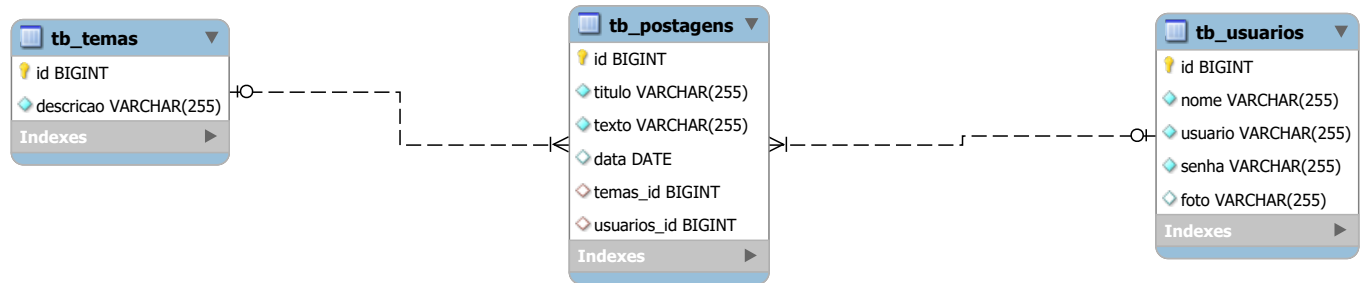 tb_temas
id BIGINT
descricao VARCHAR(255)
Indexes
tb_postagens
id BIGINT
titulo VARCHAR(255)
texto VARCHAR(255)
data DATE
temas_id BIGINT
usuarios_id BIGINT
Indexes
tb_usuarios
id BIGINT
nome VARCHAR(255)
usuario VARCHAR(255)
senha VARCHAR(255)
foto VARCHAR(255)
Indexes